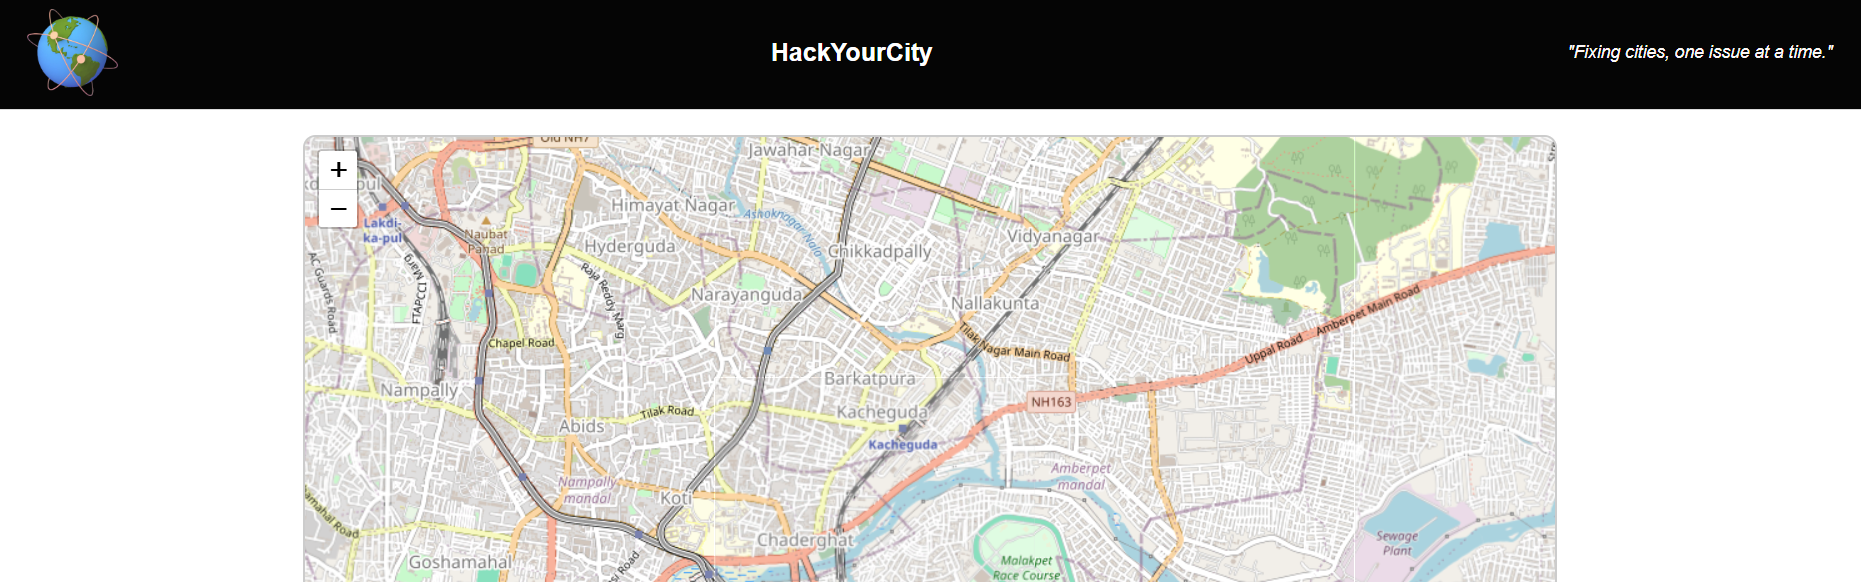 HackYourCity
"Fixing cities, one issue at a time."
Old NH7
Jawahar Nagar
+
−
Himayat Nagar
Lakdi-
ka-pul
Ashoknagar Nala
Naubat
Pahad
Hyderguda
Chikkadpally
Vidyanagar
AC Guards Road
FTAPCCI Marg
Raja Reddy Marg
Narayanguda
Nallakunta
Amberpet Main Road
Chapel Road
Tilak Nagar Main Road
Uppal Road
Nampally
Barkatpura
NH163
Tilak Road
Kacheguda
Abids
Kacheguda
Nampally
mandal
Amberpet
mandal
Koti
Chaderghat
Sewage
Plant
Goshamahal
Malakpet
Race Course